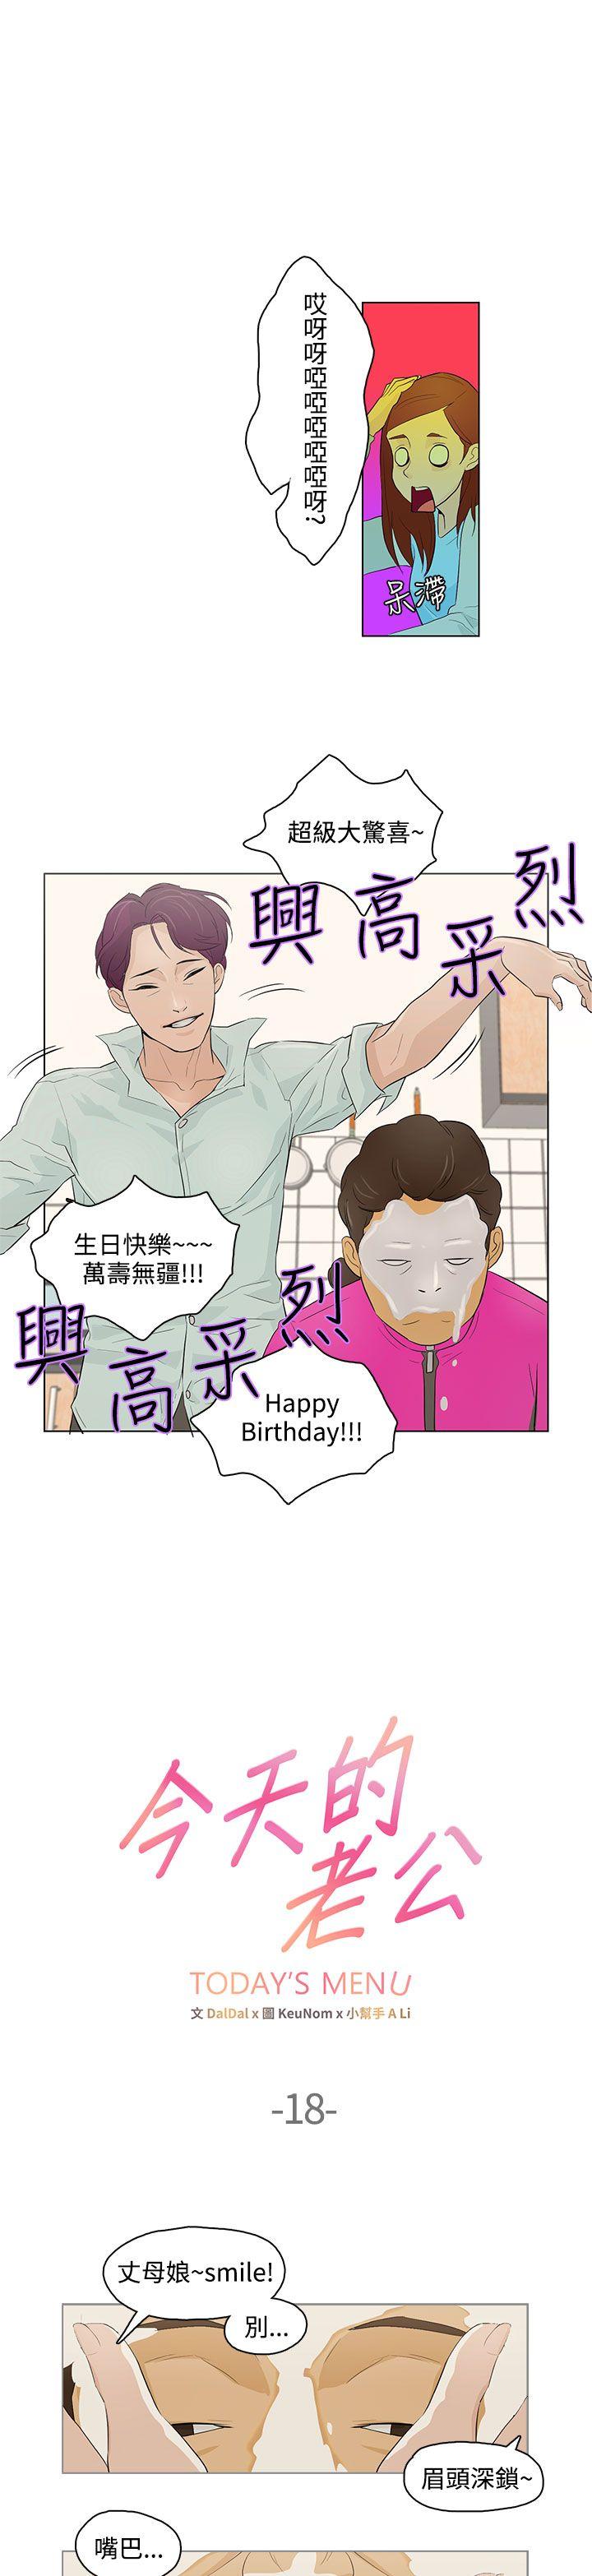 哎呀呀啞啞啞啞啞呀?
呆滯
超級大驚喜~
興高采烈
生日快樂~~~
萬壽無疆!!!
興高采烈
Happy
Birthday!!!
今天的
老公
TODAY'S MENU
文 DalDal x 圖 KeuNom x 小幫手 A Li
-18-
丈母娘~smile!
別...
眉頭深鎖~
嘴巴...